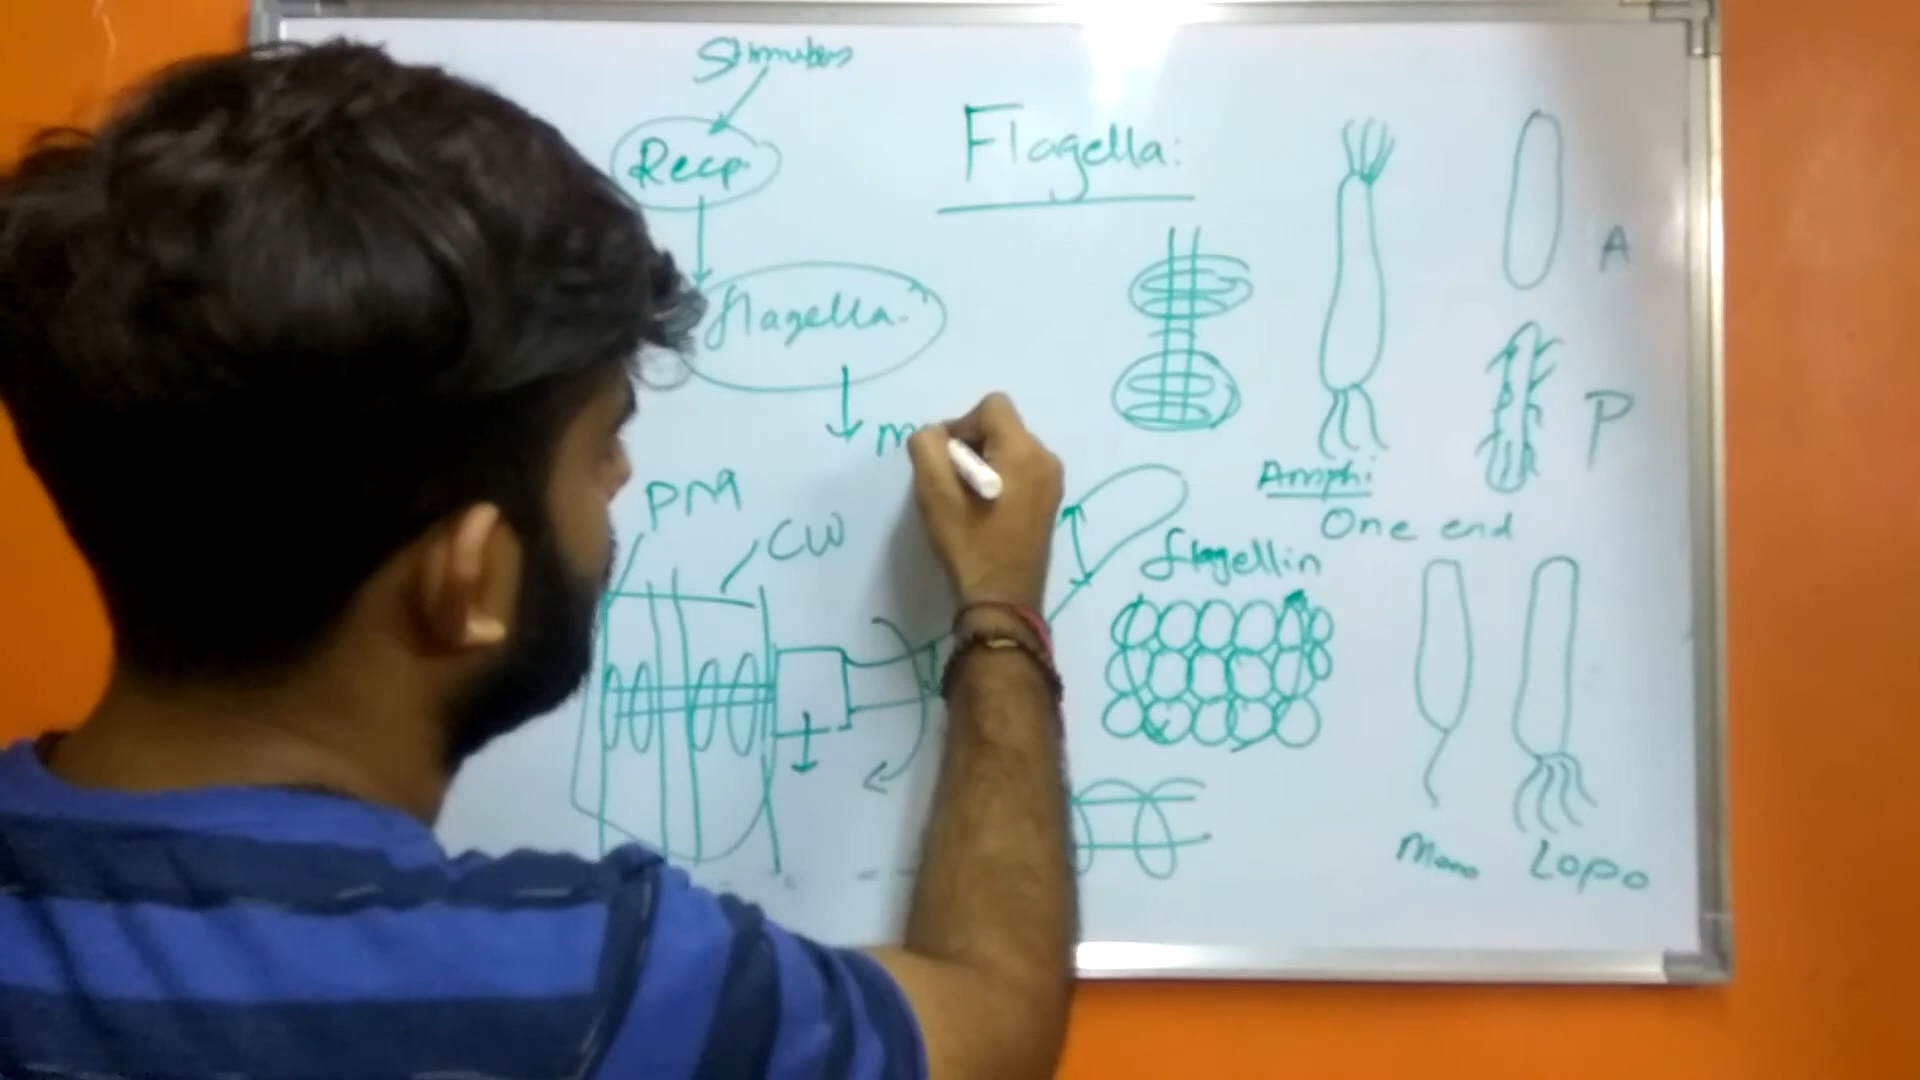 Stimulus
Recp.
Flagella:
flagella.
A
P
PM
CW
Amphi
One end
flagellin
Mono
Lopo